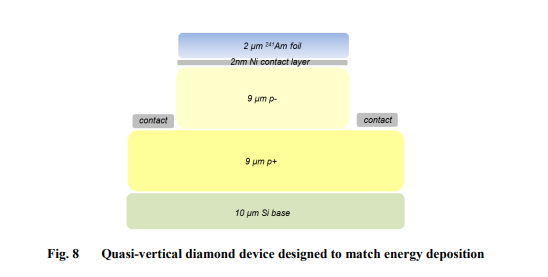 2 µm ²⁴¹Am foil
2nm Ni contact layer
9 µm p-
contact
contact
9 µm p+
10 µm Si base
Fig. 8 Quasi-vertical diamond device designed to match energy deposition